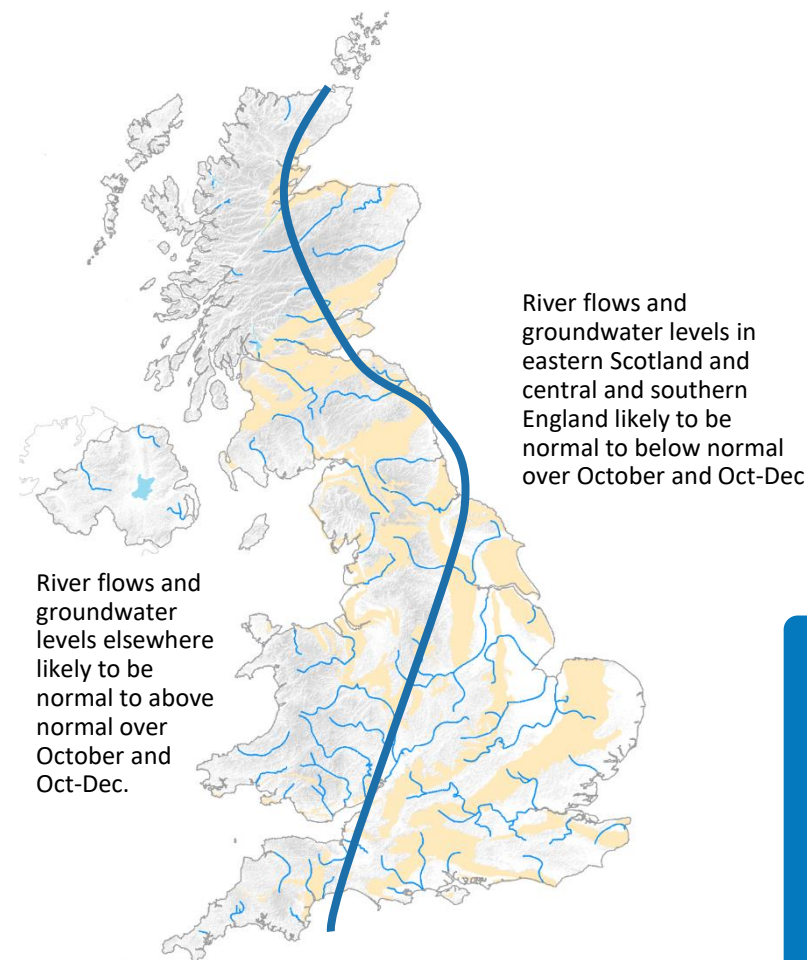 River flows and
groundwater levels in
eastern Scotland and
central and southern
England likely to be
normal to below normal
over October and Oct-Dec
River flows and
groundwater
levels elsewhere
likely to be
normal to above
normal over
October and
Oct-Dec.